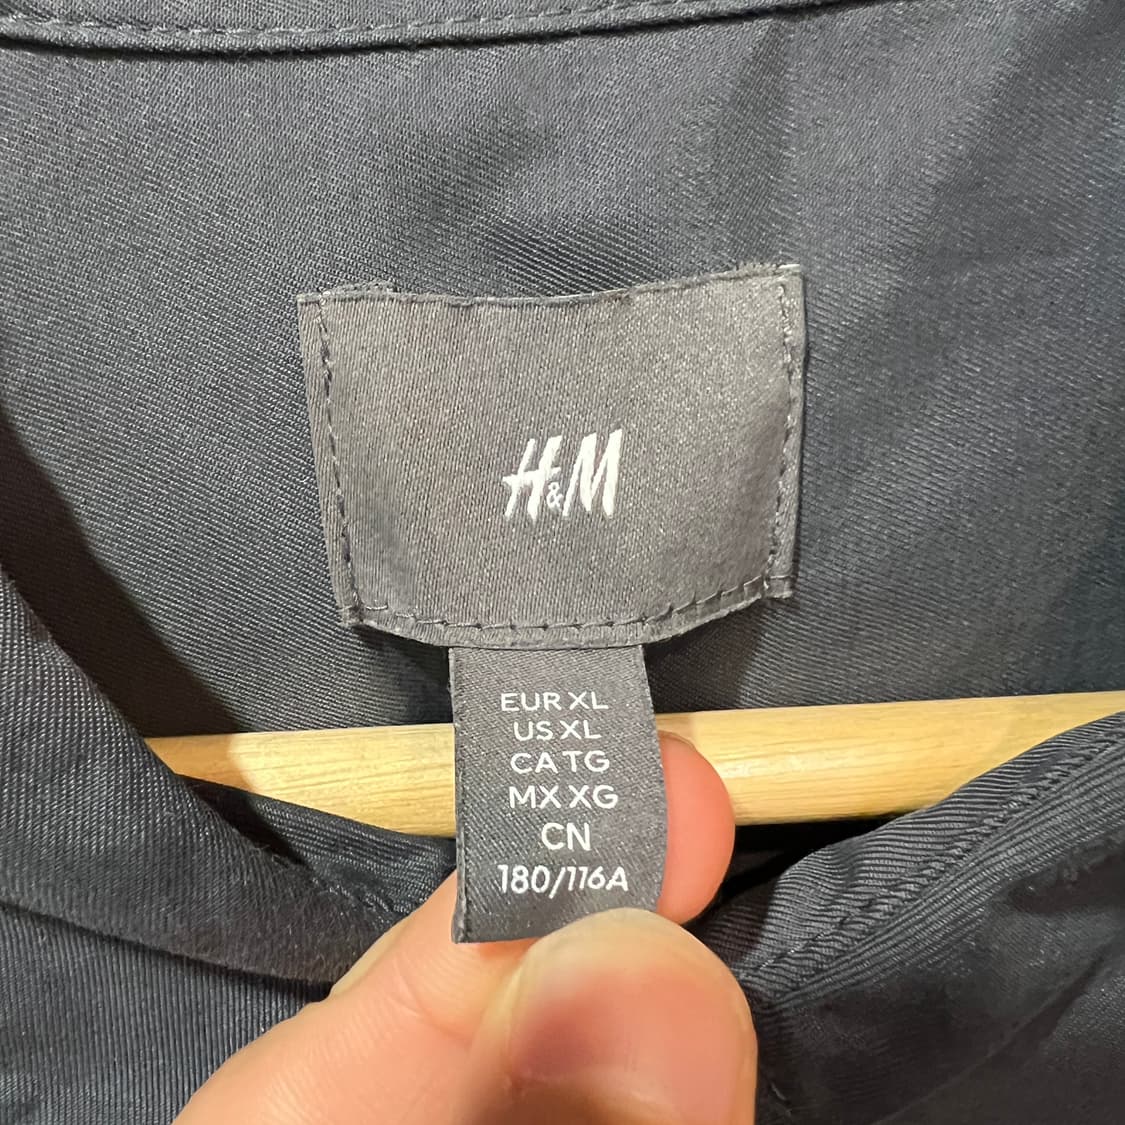 H&M
EUR XL
US XL
CA TG
MX XG
CN
180/116A